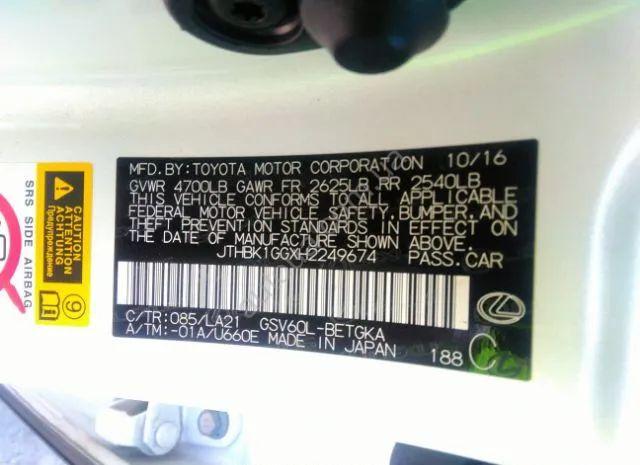 MFD.BY:TOYOTA MOTOR CORPORATION 10/16
GVWR 4700LB GAWR FR 2625LB RR 2540LB
THIS VEHICLE CONFORMS TO ALL APPLICABLE
FEDERAL MOTOR VEHICLE SAFETY,BUMPER,AND
THEFT PREVENTION STANDARDS IN EFFECT ON
THE DATE OF MANUFACTURE SHOWN ABOVE.
JTHBK1GGXH2249674 PASS.CAR
C/TR:085/LA21 GSV60L-BETGKA
A/TM:-01A/U660E MADE IN JAPAN 188
C
SRS SIDE AIRBAG
CAUTION
ACHTUNG
Предупреждение
9